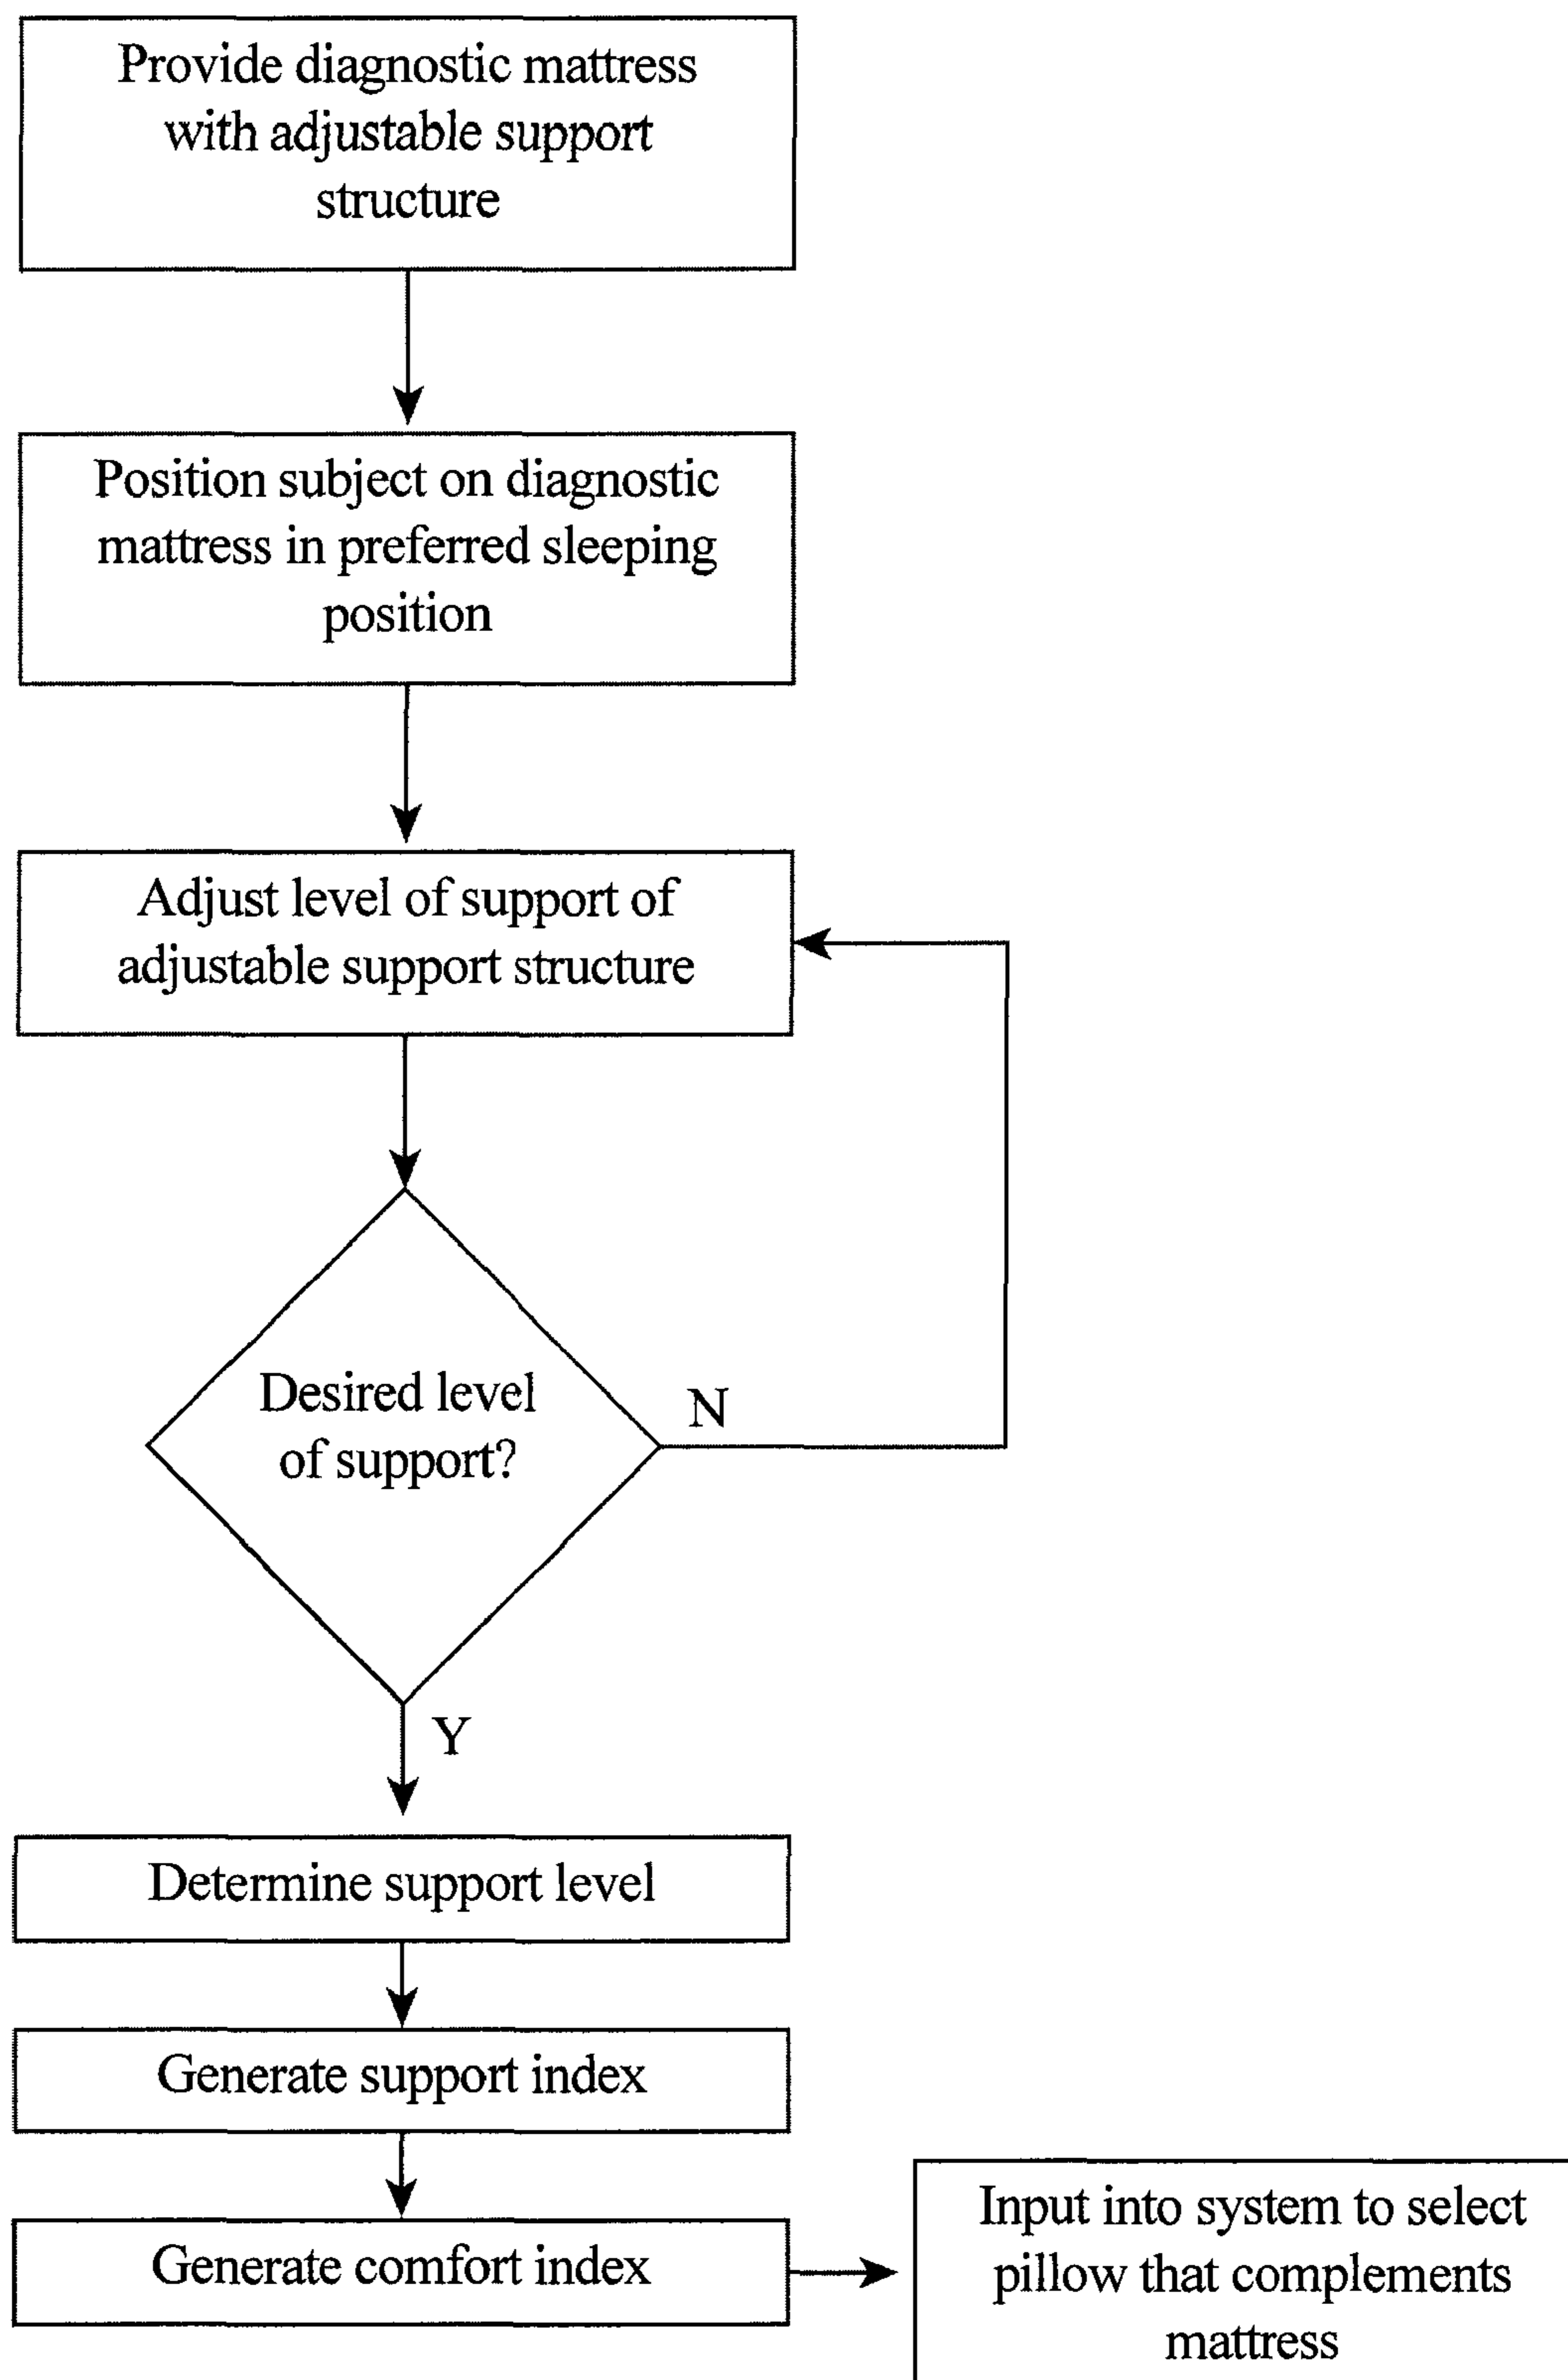 Provide diagnostic mattress
with adjustable support
structure
Position subject on diagnostic
mattress in preferred sleeping
position
Adjust level of support of
adjustable support structure
Desired level
of support?
N
Y
Determine support level
Generate support index
Generate comfort index
Input into system to select
pillow that complements
mattress